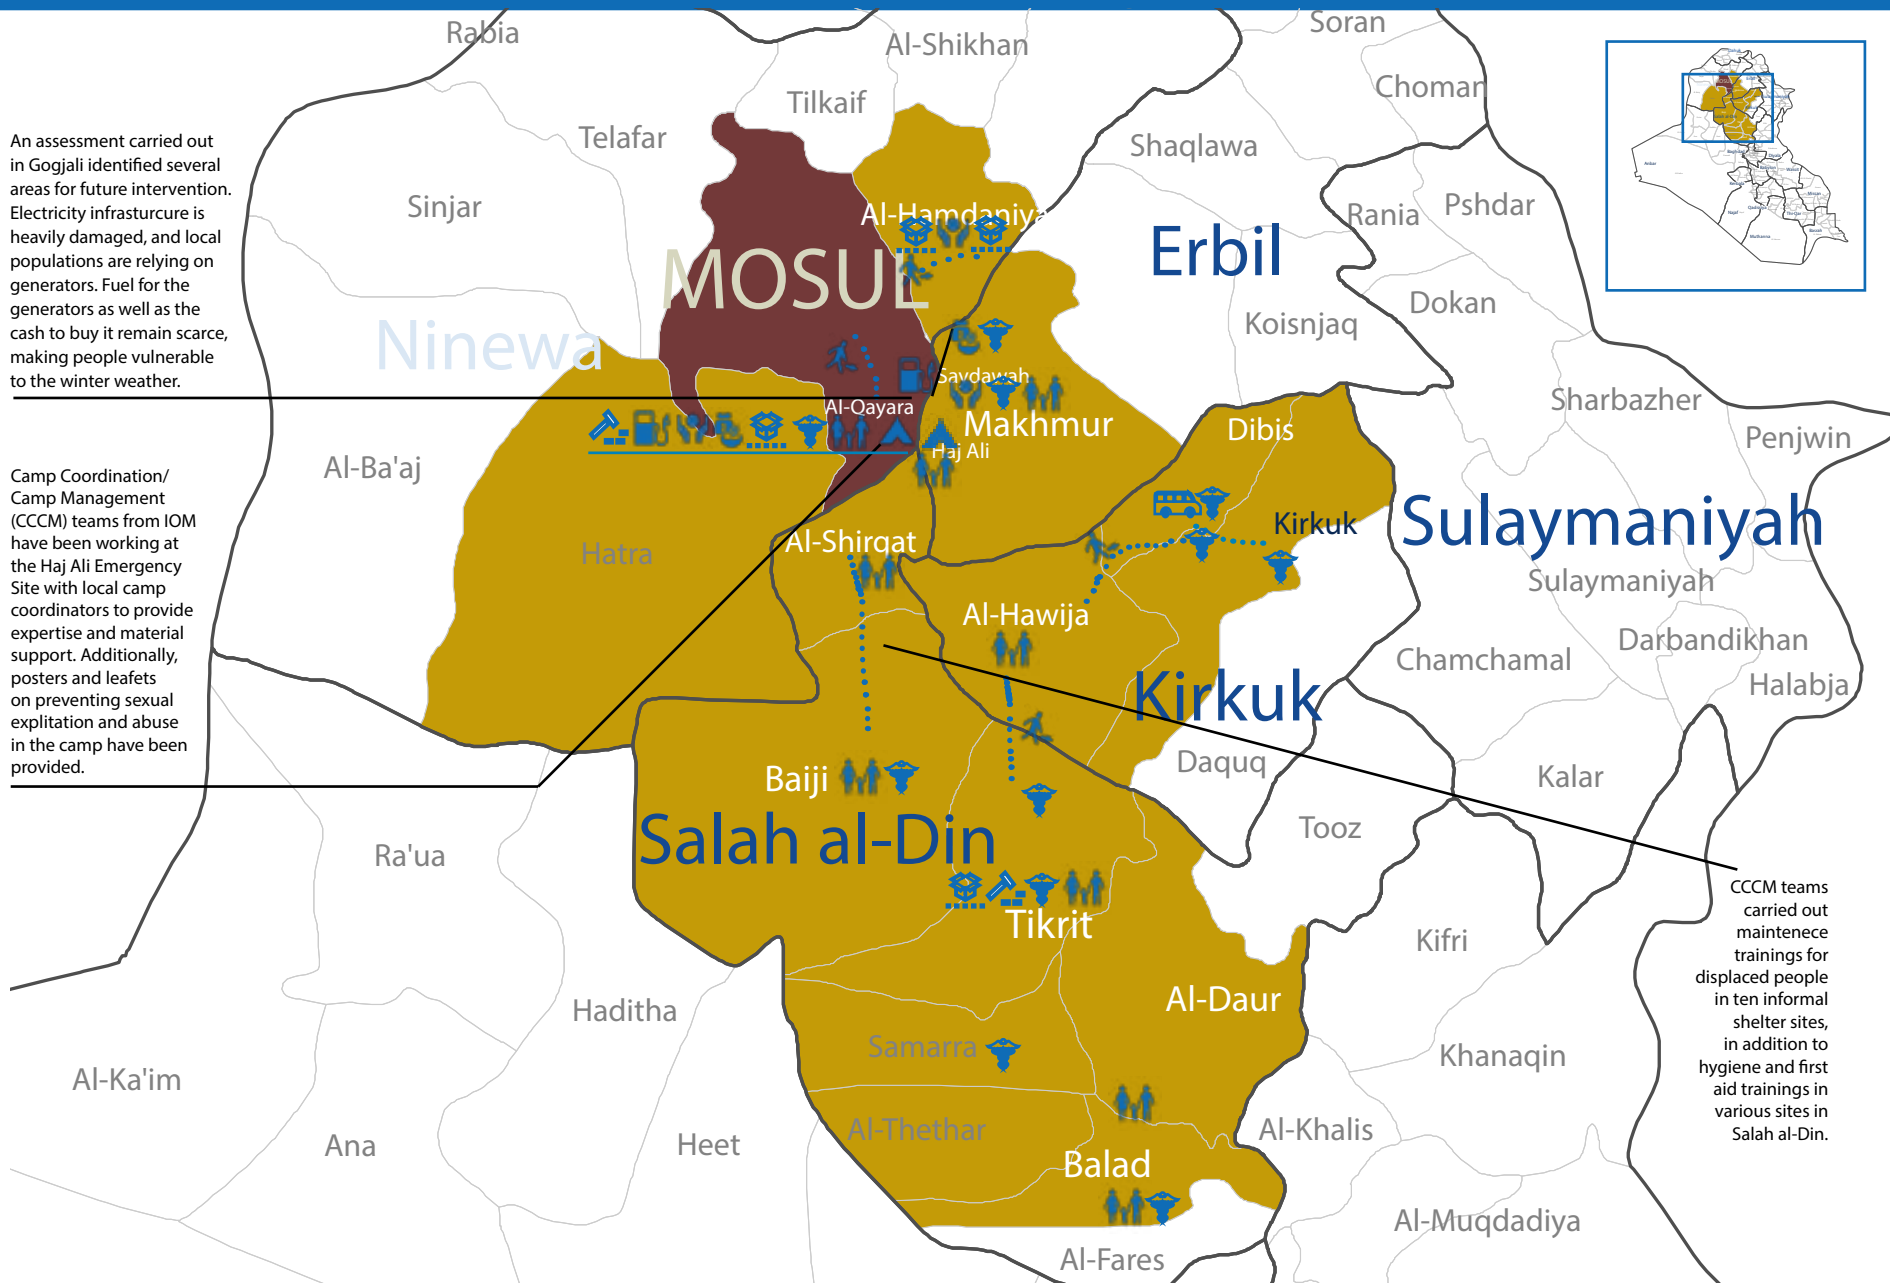 Rabia
Al-Shikhan
Soran
Choman
Tilkaif
Telafar
Shaqlawa
An assessment carried out
in Gogjali identified several
areas for future intervention.
Electricity infrasturcure is
heavily damaged, and local
populations are relying on
generators. Fuel for the
generators as well as the
cash to buy it remain scarce,
making people vulnerable
to the winter weather.
Sinjar
Al-Hamdaniya
Rania
Pshdar
Erbil
MOSUL
Dokan
Koisnjaq
Ninewa
Savdawah
Al-Qayara
Makhmur
Dibis
Sharbazher
Penjwin
Haj Ali
Al-Ba'aj
Camp Coordination/
Camp Management
(CCCM) teams from IOM
have been working at
the Haj Ali Emergency
Site with local camp
coordinators to provide
expertise and material
support. Additionally,
posters and leafets
on preventing sexual
explitation and abuse
in the camp have been
provided.
Kirkuk
Sulaymaniyah
Al-Shirqat
Hatra
Sulaymaniyah
Al-Hawija
Darbandikhan
Chamchamal
Halabja
Kirkuk
Daquq
Kalar
Baiji
Salah al-Din
Tooz
Ra'ua
Tikrit
Kifri
CCCM teams
carried out
maintenece
trainings for
displaced people
in ten informal
shelter sites,
in addition to
hygiene and first
aid trainings in
various sites in
Salah al-Din.
Al-Daur
Haditha
Samarra
Khanaqin
Al-Ka'im
Al-Thethar
Al-Khalis
Ana
Heet
Balad
Al-Muqdadiya
Al-Fares